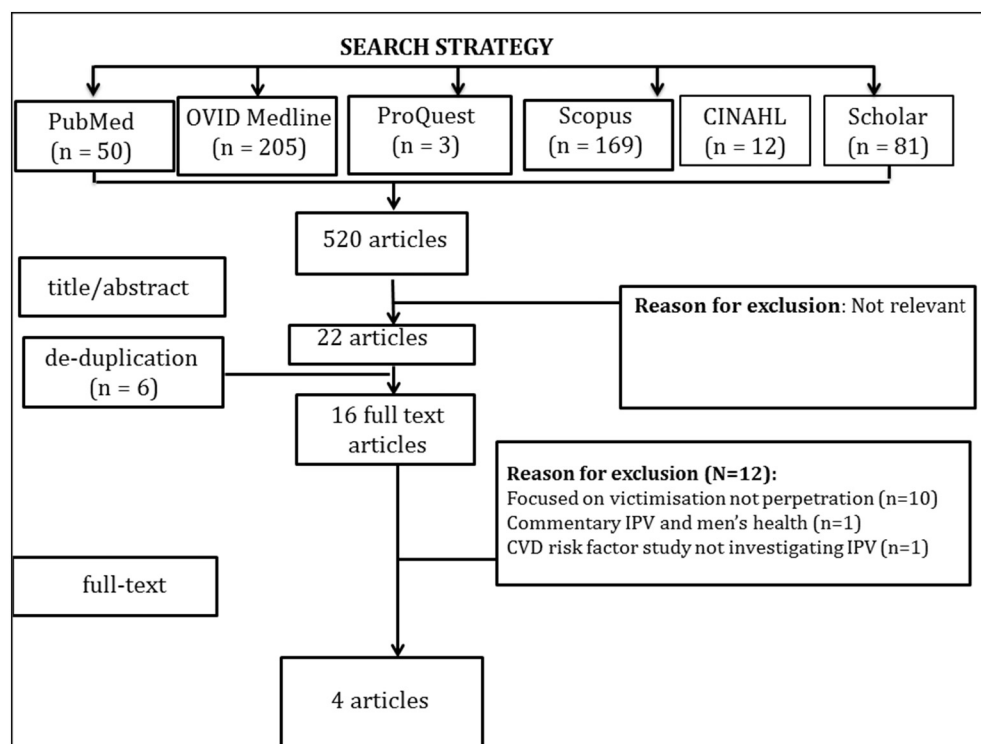 SEARCH STRATEGY
PubMed
(n = 50)
OVID Medline
(n = 205)
ProQuest
(n = 3)
Scopus
(n = 169)
CINAHL
(n = 12)
Scholar
(n = 81)
520 articles
title/abstract
Reason for exclusion: Not relevant
22 articles
de-duplication
(n = 6)
16 full text
articles
Reason for exclusion (N=12):
Focused on victimisation not perpetration (n=10)
Commentary IPV and men’s health (n=1)
CVD risk factor study not investigating IPV (n=1)
full-text
4 articles